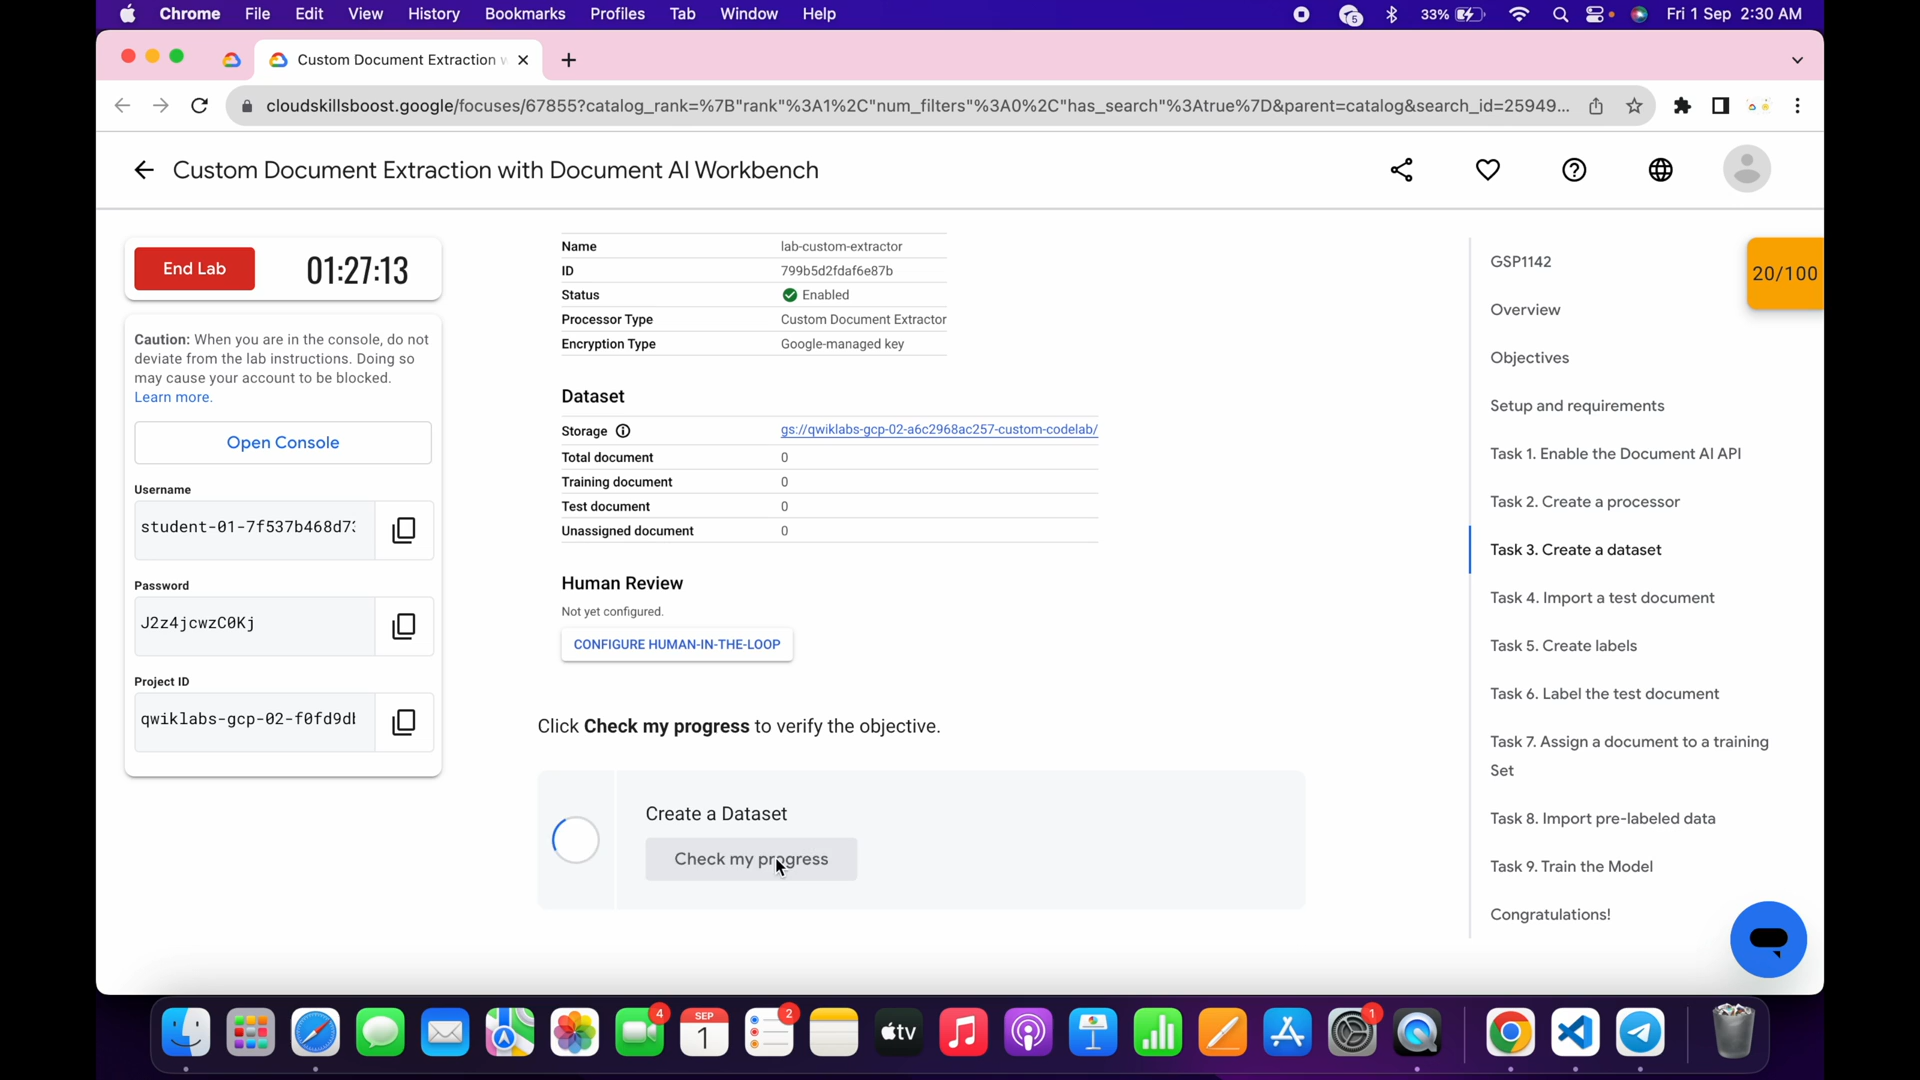 Chrome File Edit View History Bookmarks Profiles Tab Window Help 5 33% Fri 1 Sep 2:30 AM
Custom Document Extraction w
cloudskillsboost.google/focuses/67855?catalog_rank=%7B"rank"%3A1%2C"num_filters"%3A0%2C"has_search"%3Atrue%7D&parent=catalog&search_id=25949...
Custom Document Extraction with Document AI Workbench
End Lab 01:27:13
Caution: When you are in the console, do not
deviate from the lab instructions. Doing so
may cause your account to be blocked.
Learn more.
Open Console
Username
student-01-7f537b468d73
Password
J2z4jcwzC0Kj
Project ID
qwiklabs-gcp-02-f0fd9db
Name lab-custom-extractor
ID 799b5d2fdaf6e87b
Status Enabled
Processor Type Custom Document Extractor
Encryption Type Google-managed key
Dataset
Storage gs://qwiklabs-gcp-02-a6c2968ac257-custom-codelab/
Total document 0
Training document 0
Test document 0
Unassigned document 0
Human Review
Not yet configured.
CONFIGURE HUMAN-IN-THE-LOOP
Click Check my progress to verify the objective.
Create a Dataset
Check my progress
GSP1142
20/100
Overview
Objectives
Setup and requirements
Task 1. Enable the Document AI API
Task 2. Create a processor
Task 3. Create a dataset
Task 4. Import a test document
Task 5. Create labels
Task 6. Label the test document
Task 7. Assign a document to a training
Set
Task 8. Import pre-labeled data
Task 9. Train the Model
Congratulations!
4 SEP 1 2 tv 1